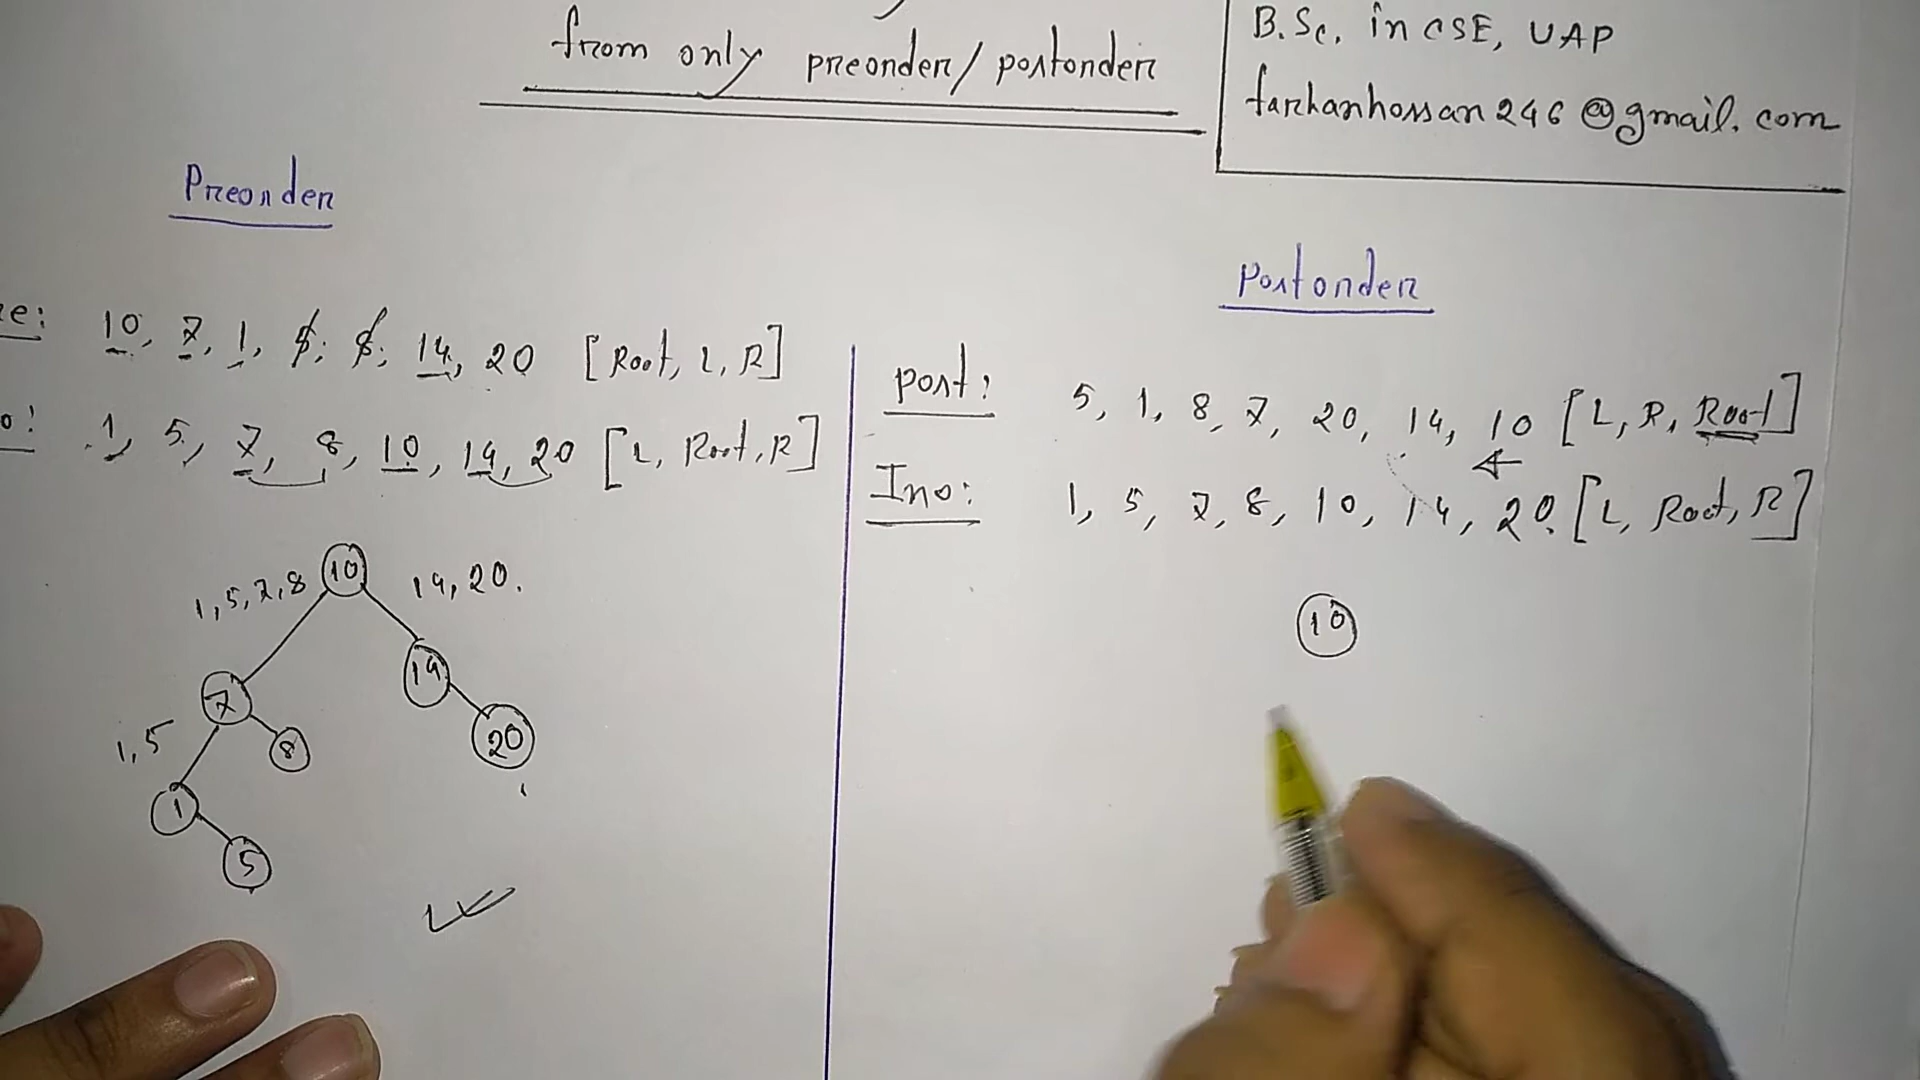 from only preorder/postorder
B.Sc. in CSE, UAP
farhanhossan246@gmail.com
Preorder
re: 10, 7, 1, 5, 8, 14, 20 [Root, L, R]
o: 1, 5, 7, 8, 10, 14, 20 [L, Root, R]
1, 5, 7, 8
10
14, 20.
7
14
1, 5
8
20
1
5
Postorder
post: 5, 1, 8, 7, 20, 14, 10 [L, R, Root]
Ino: 1, 5, 7, 8, 10, 14, 20. [L, Root, R]
10